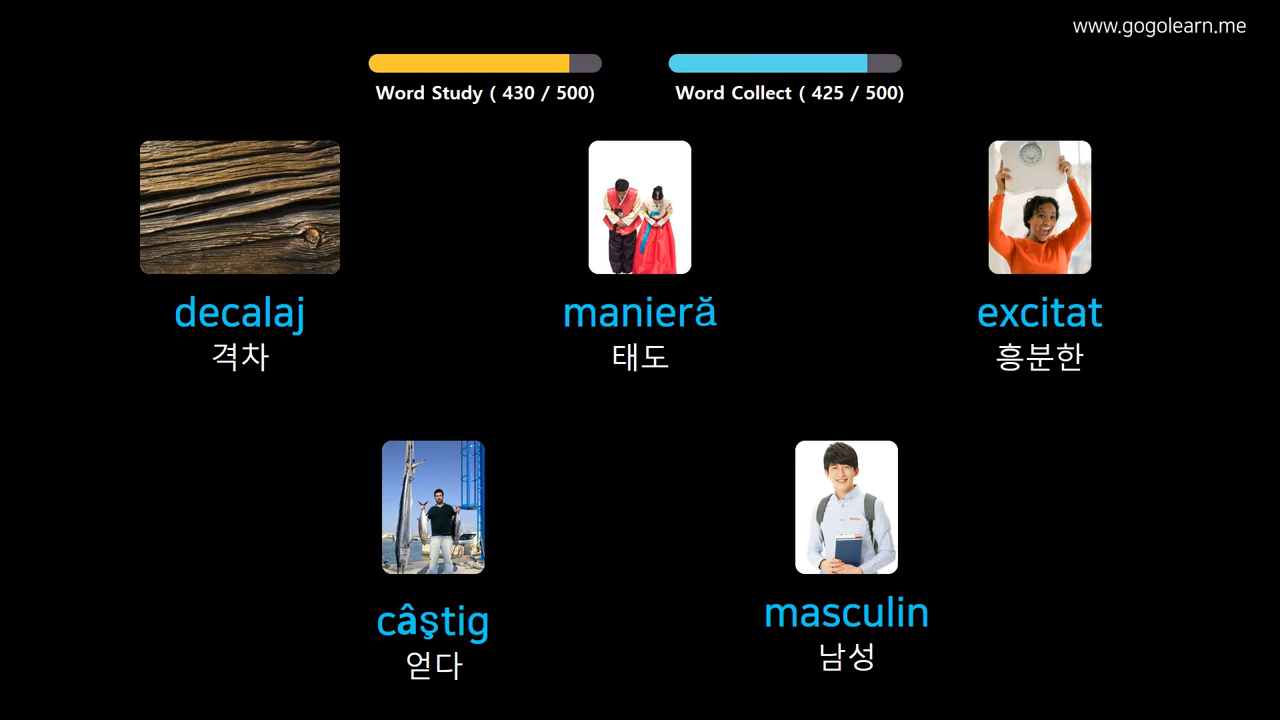 www.gogolearn.me
Word Study ( 430 / 500)
Word Collect ( 425 / 500)
decalaj
격차
manieră
태도
excitat
흥분한
câştig
얻다
masculin
남성